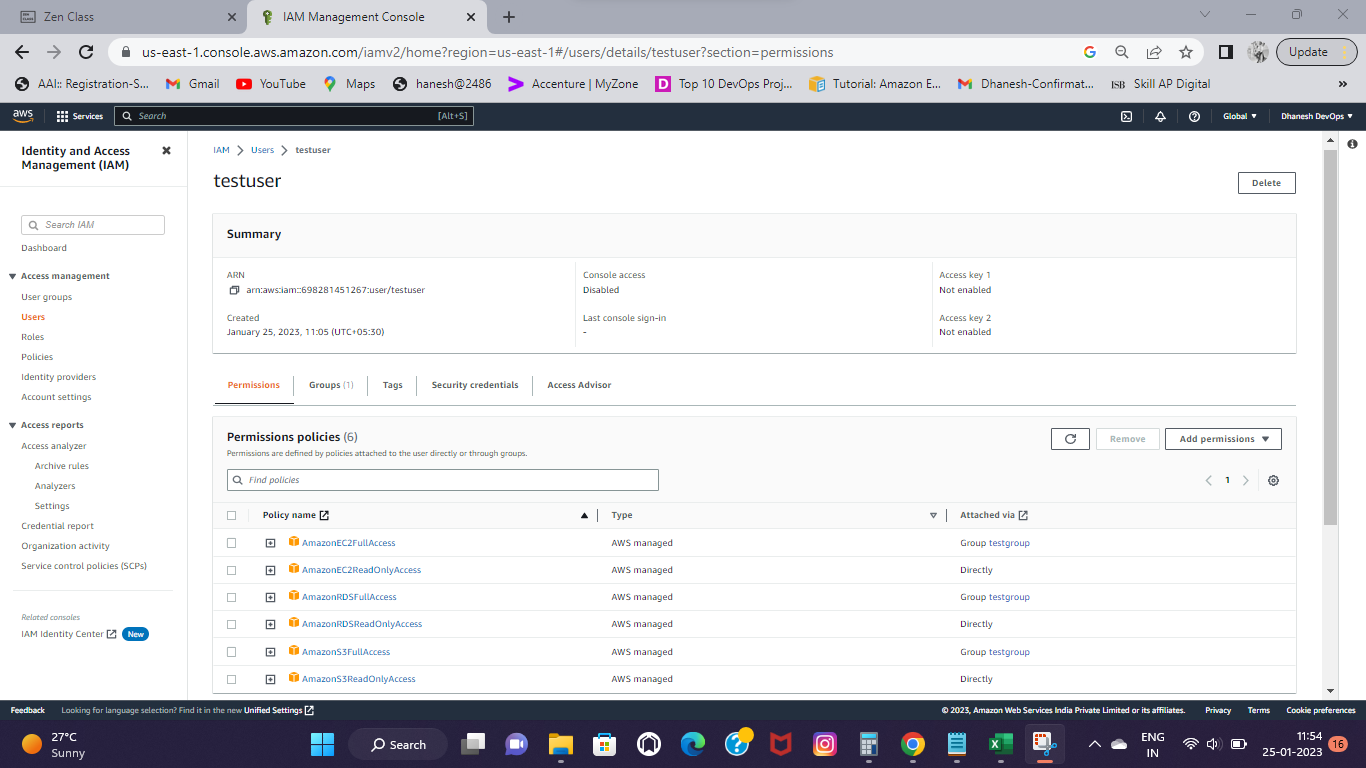 Zen Class
IAM Management Console
us-east-1.console.aws.amazon.com/iamv2/home?region=us-east-1#/users/details/testuser?section=permissions
Update
AAI:: Registration-S...
Gmail
YouTube
Maps
hanesh@2486
Accenture | MyZone
Top 10 DevOps Proj...
Tutorial: Amazon E...
Dhanesh-Confirmat...
Skill AP Digital
aws
Services
Search
[Alt+S]
Global
Dhanesh DevOps
Identity and Access
Management (IAM)
Search IAM
Dashboard
Access management
User groups
Users
Roles
Policies
Identity providers
Account settings
Access reports
Access analyzer
Archive rules
Analyzers
Settings
Credential report
Organization activity
Service control policies (SCPs)
Related consoles
IAM Identity Center
New
IAM
Users
testuser
testuser
Delete
Summary
ARN
arn:aws:iam::698281451267:user/testuser
Created
January 25, 2023, 11:05 (UTC+05:30)
Console access
Disabled
Last console sign-in
-
Access key 1
Not enabled
Access key 2
Not enabled
Permissions
Groups (1)
Tags
Security credentials
Access Advisor
Permissions policies (6)
Permissions are defined by policies attached to the user directly or through groups.
Remove
Add permissions
Find policies
1
Policy name
Type
Attached via
AmazonEC2FullAccess AWS managed Group testgroup
AmazonEC2ReadOnlyAccess AWS managed Directly
AmazonRDSFullAccess AWS managed Group testgroup
AmazonRDSReadOnlyAccess AWS managed Directly
AmazonS3FullAccess AWS managed Group testgroup
AmazonS3ReadOnlyAccess AWS managed Directly
Feedback
Looking for language selection? Find it in the new Unified Settings
© 2023, Amazon Web Services India Private Limited or its affiliates.
Privacy
Terms
Cookie preferences
27°C
Sunny
Search
ENG
IN
11:54
25-01-2023
16